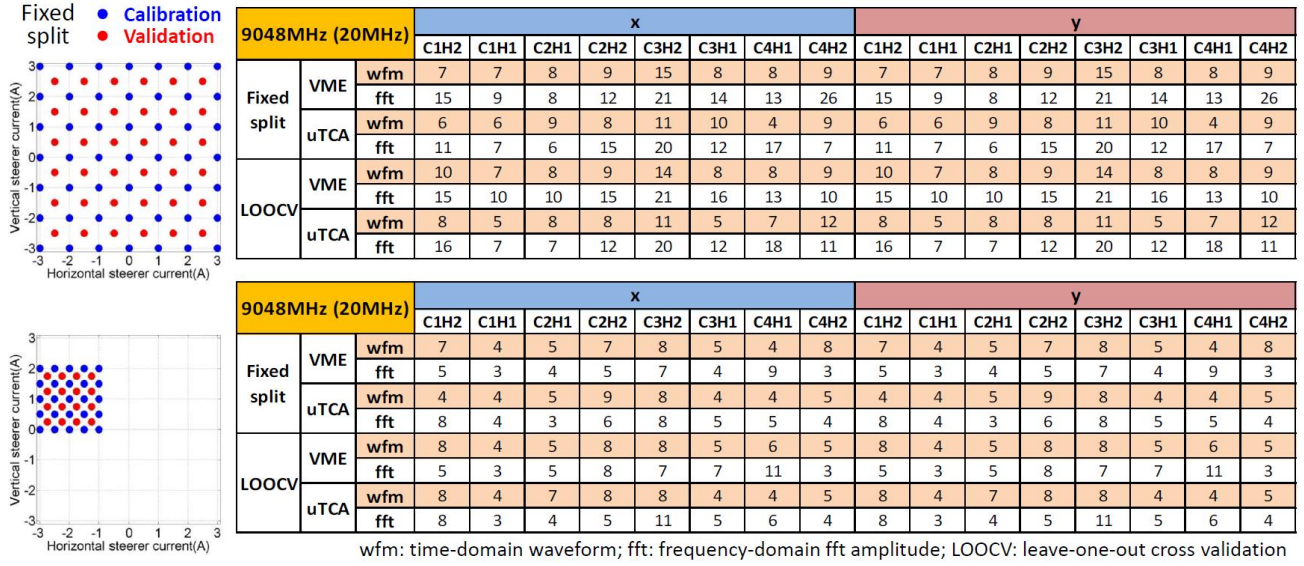 Fixed split
Calibration
Validation
3
2
1
0
-1
-2
-3
-3 -2 -1 0 1 2 3
Vertical steerer current(A)
Horizontal steerer current(A)
9048MHz (20MHz) x y
C1H2 C1H1 C2H1 C2H2 C3H2 C3H1 C4H1 C4H2 C1H2 C1H1 C2H1 C2H2 C3H2 C3H1 C4H1 C4H2
Fixed split VME wfm 7 7 8 9 15 8 8 9 7 7 8 9 15 8 8 9
fft 15 9 8 12 21 14 13 26 15 9 8 12 21 14 13 26
uTCA wfm 6 6 9 8 11 10 4 9 6 6 9 8 11 10 4 9
fft 11 7 6 15 20 12 17 7 11 7 6 15 20 12 17 7
LOOCV VME wfm 10 7 8 9 14 8 8 9 10 7 8 9 14 8 8 9
fft 15 10 10 15 21 16 13 10 15 10 10 15 21 16 13 10
uTCA wfm 8 5 8 8 11 5 7 12 8 5 8 8 11 5 7 12
fft 16 7 7 12 20 12 18 11 16 7 7 12 20 12 18 11
3
2
1
0
-1
-2
-3
-3 -2 -1 0 1 2 3
Vertical steerer current(A)
Horizontal steerer current(A)
9048MHz (20MHz) x y
C1H2 C1H1 C2H1 C2H2 C3H2 C3H1 C4H1 C4H2 C1H2 C1H1 C2H1 C2H2 C3H2 C3H1 C4H1 C4H2
Fixed split VME wfm 7 4 5 7 8 5 4 8 7 4 5 7 8 5 4 8
fft 5 3 4 5 7 4 9 3 5 3 4 5 7 4 9 3
uTCA wfm 4 4 5 9 8 4 4 5 4 4 5 9 8 4 4 5
fft 8 4 3 6 8 5 5 4 8 4 3 6 8 5 5 4
LOOCV VME wfm 8 4 5 8 8 5 6 5 8 4 5 8 8 5 6 5
fft 5 3 5 8 7 7 11 3 5 3 5 8 7 7 11 3
uTCA wfm 8 4 7 8 8 4 4 5 8 4 7 8 8 4 4 5
fft 8 3 4 5 11 5 6 4 8 3 4 5 11 5 6 4
wfm: time-domain waveform; fft: frequency-domain fft amplitude; LOOCV: leave-one-out cross validation